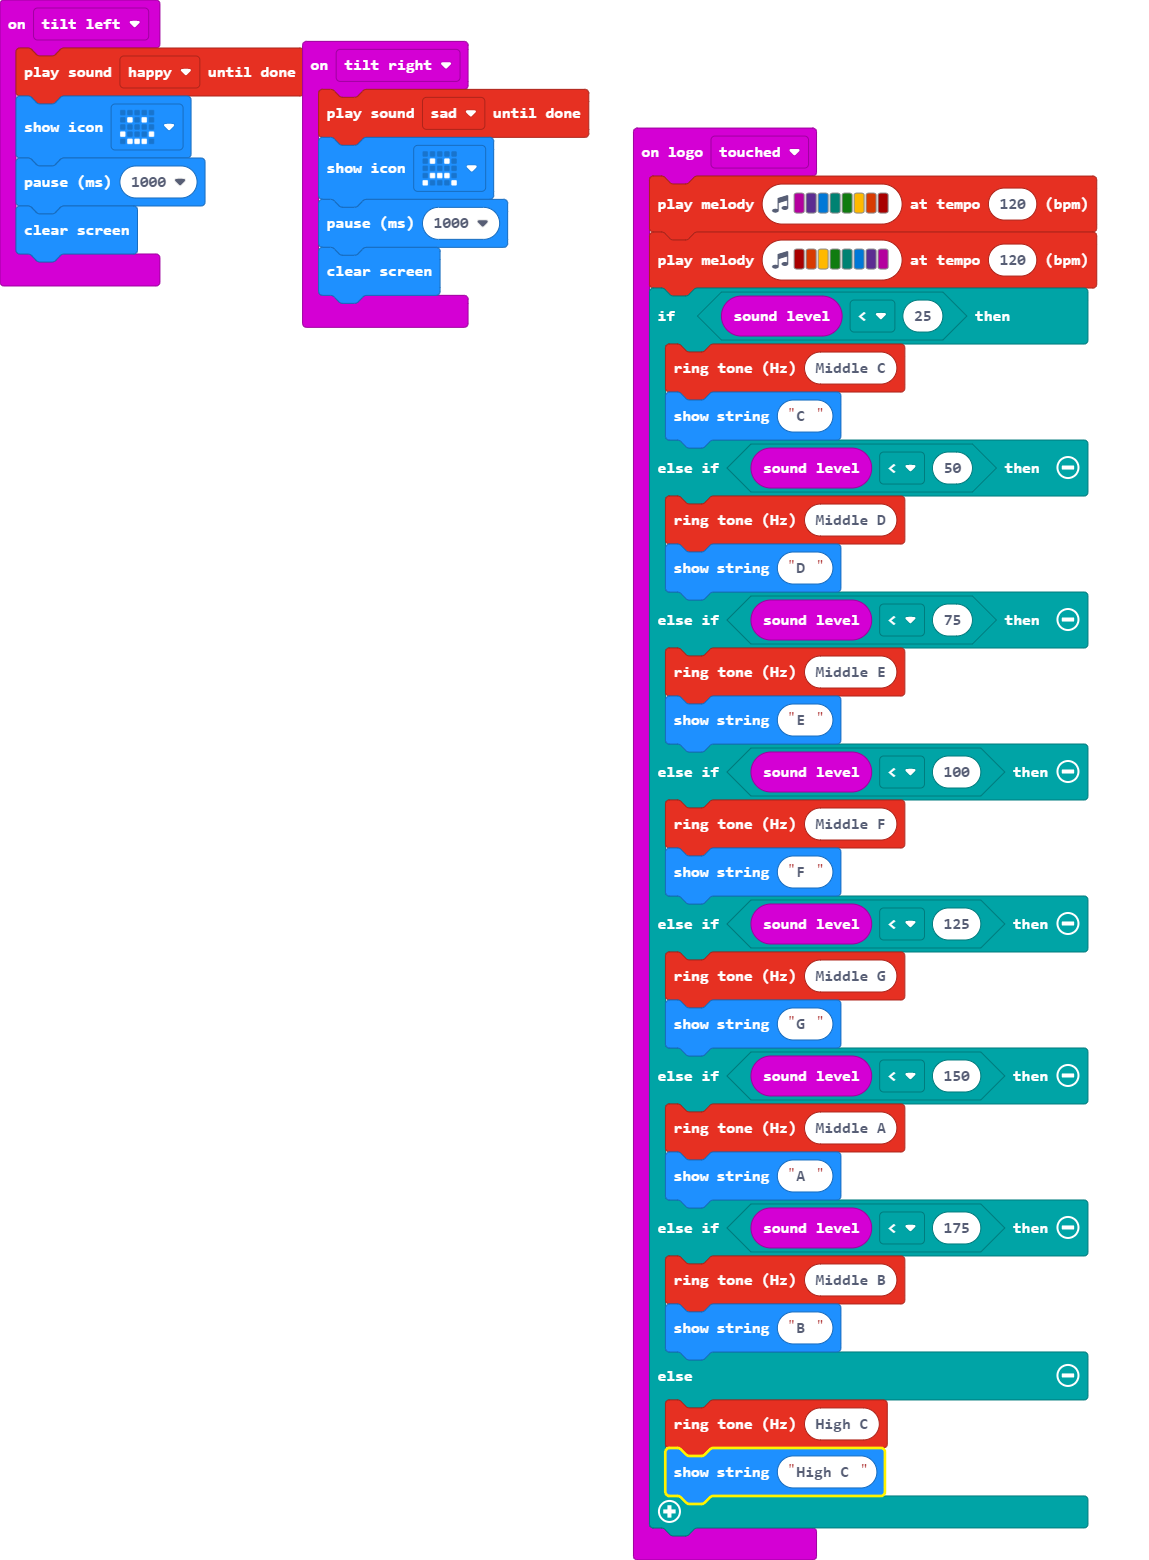 on tilt left
play sound happy until done
show icon
pause (ms) 1000
clear screen
on tilt right
play sound sad until done
show icon
pause (ms) 1000
clear screen
on logo touched
play melody at tempo 120 (bpm)
play melody at tempo 120 (bpm)
if sound level < 25 then
ring tone (Hz) Middle C
show string "C "
else if sound level < 50 then
ring tone (Hz) Middle D
show string "D "
else if sound level < 75 then
ring tone (Hz) Middle E
show string "E "
else if sound level < 100 then
ring tone (Hz) Middle F
show string "F "
else if sound level < 125 then
ring tone (Hz) Middle G
show string "G "
else if sound level < 150 then
ring tone (Hz) Middle A
show string "A "
else if sound level < 175 then
ring tone (Hz) Middle B
show string "B "
else
ring tone (Hz) High C
show string "High C "